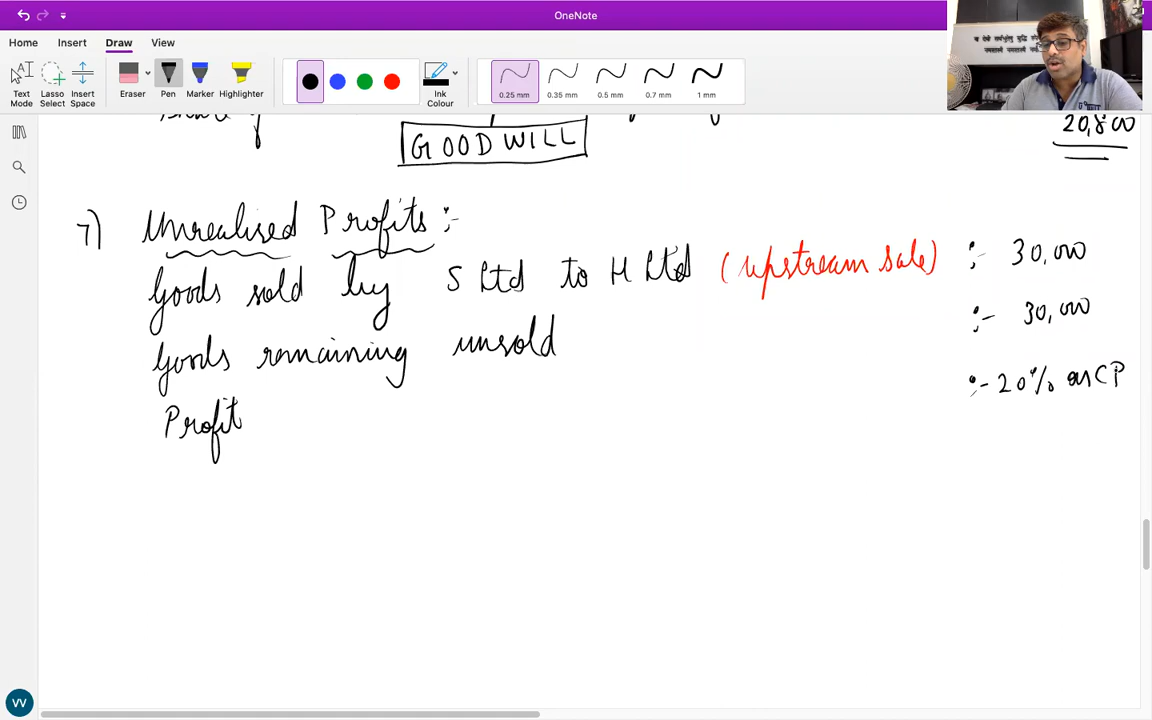 OneNote
Home Insert Draw View
Text Mode Lasso Select Insert Space Eraser Pen Marker Highlighter Ink Colour 0.25 mm 0.35 mm 0.5 mm 0.7 mm 1 mm
20,800
GOODWILL
7) Unrealised Profits :-
Goods sold by S Ltd to H Ltd (upstream sale) :- 30,000
Goods remaining unsold :- 30,000
Profit :- 20% on CP
VV